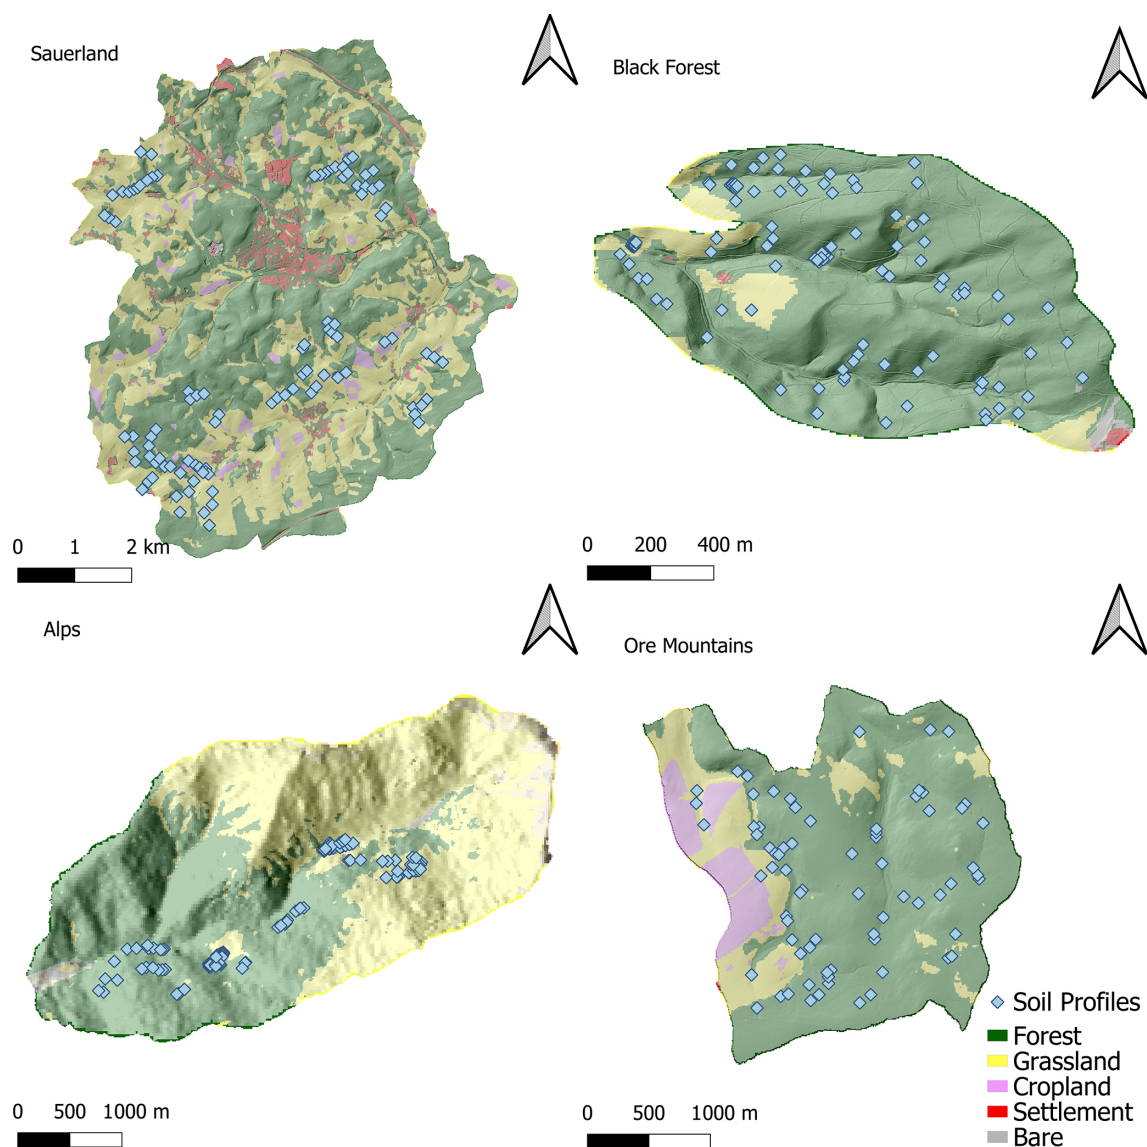 Sauerland
Black Forest
0 1 2 km
0 200 400 m
Alps
Ore Mountains
Soil Profiles
Forest
Grassland
Cropland
Settlement
Bare
0 500 1000 m
0 500 1000 m